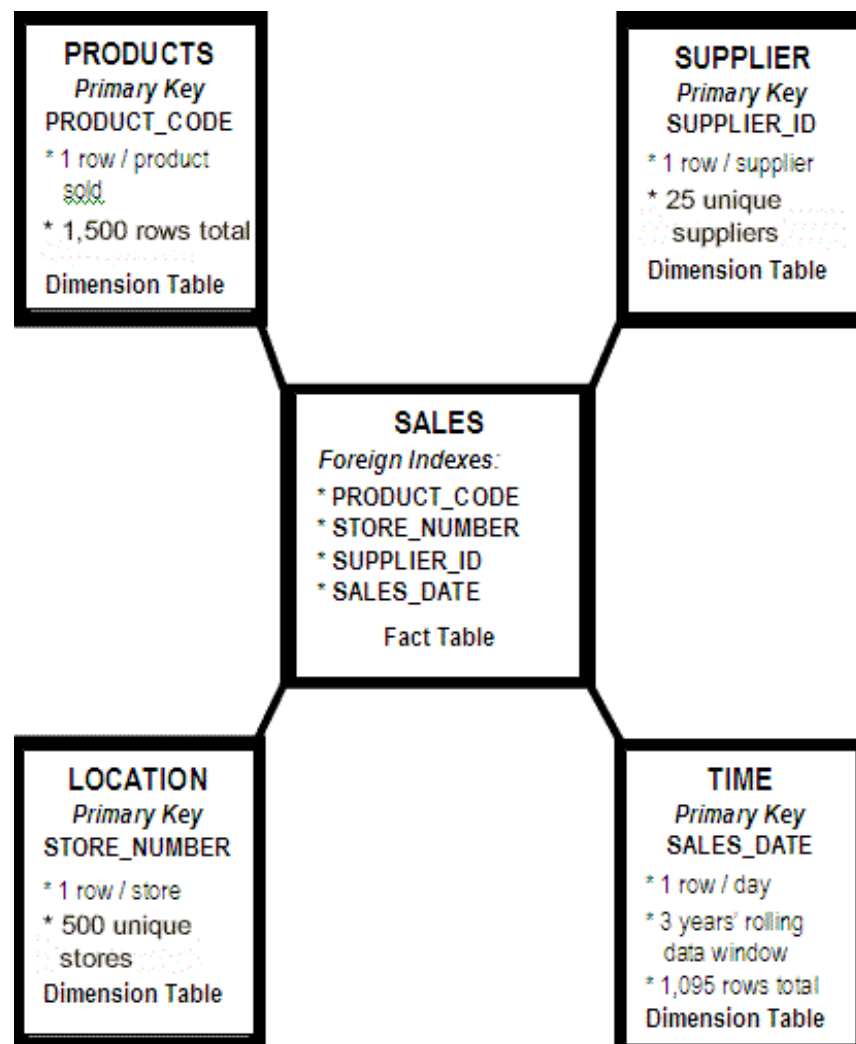 PRODUCTS
Primary Key
PRODUCT_CODE
* 1 row / product
sold
* 1,500 rows total
Dimension Table
SUPPLIER
Primary Key
SUPPLIER_ID
* 1 row / supplier
* 25 unique
suppliers
Dimension Table
SALES
Foreign Indexes:
* PRODUCT_CODE
* STORE_NUMBER
* SUPPLIER_ID
* SALES_DATE
Fact Table
LOCATION
Primary Key
STORE_NUMBER
* 1 row / store
* 500 unique
stores
Dimension Table
TIME
Primary Key
SALES_DATE
* 1 row / day
* 3 years' rolling
data window
* 1,095 rows total
Dimension Table